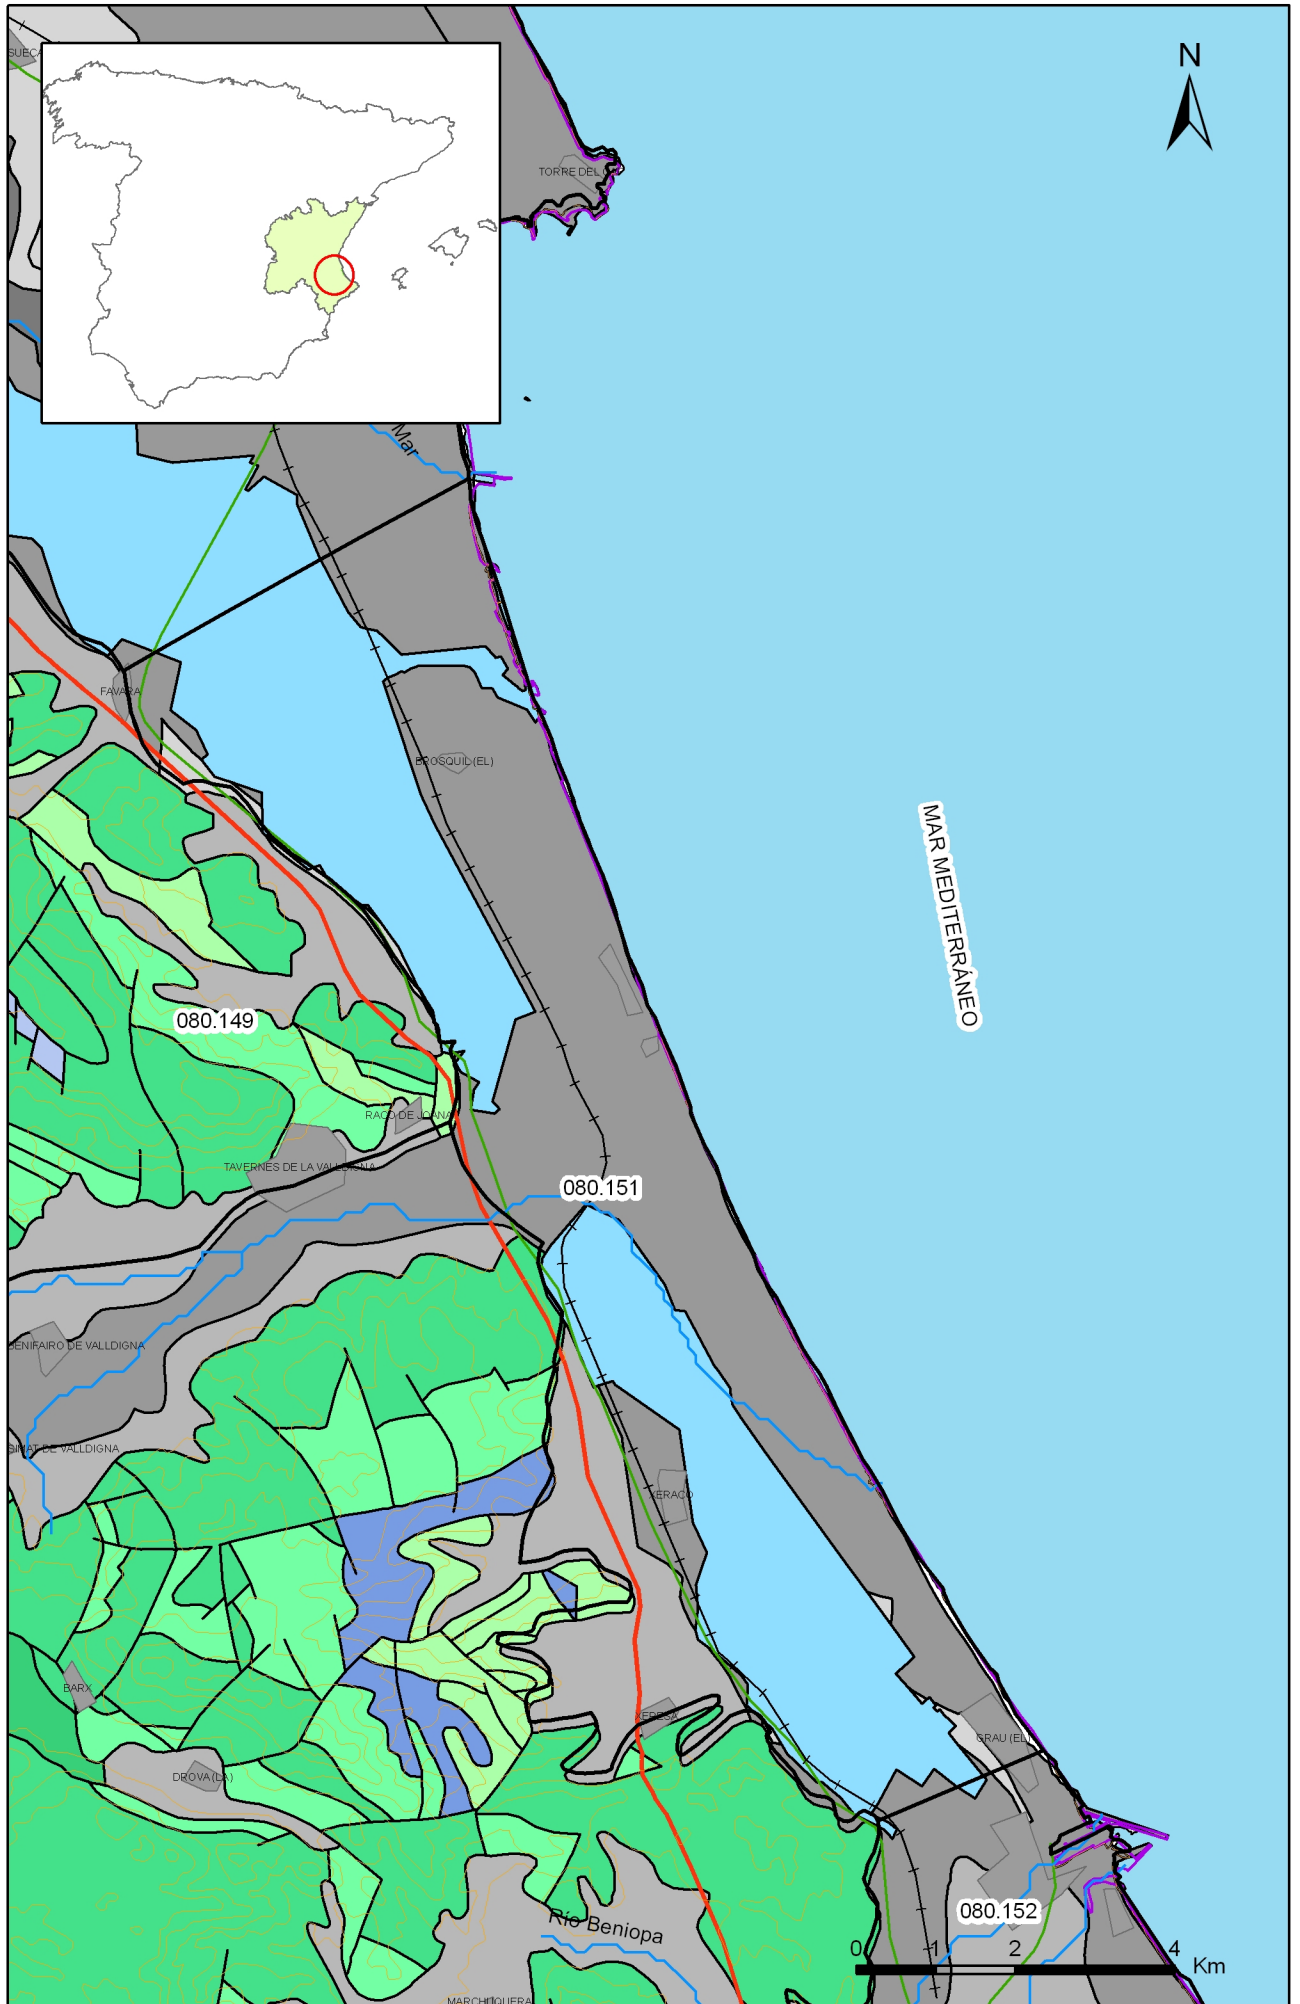 N
SUECA
TORRE DEL
Mar
FAVARA
BROSQUIL (EL)
MAR MEDITERRÁNEO
080.149
RACO DE JOANA
TAVERNES DE LA VALLDIGNA
080.151
BENIFAIRO DE VALLDIGNA
SIMAT DE VALLDIGNA
XERACO
BARX
XERESA
GRAU (EL)
DROVA (LA)
080.152
Río Beniopa
0 1 2 4 Km
MARCHUQUERA